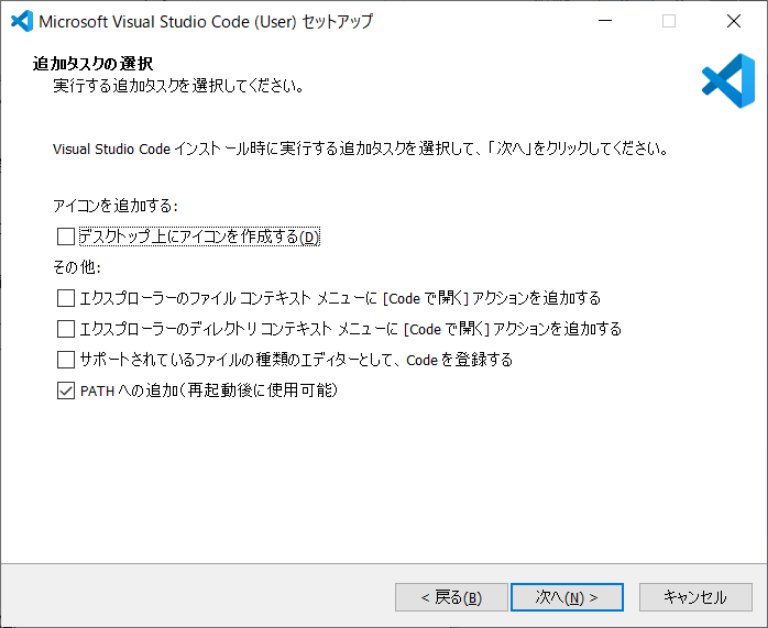 Microsoft Visual Studio Code (User) セットアップ
追加タスクの選択
実行する追加タスクを選択してください。
Visual Studio Code インストール時に実行する追加タスクを選択して、「次へ」をクリックしてください。
アイコンを追加する:
デスクトップ上にアイコンを作成する(D)
その他:
エクスプローラーのファイル コンテキスト メニューに [Code で開く] アクションを追加する
エクスプローラーのディレクトリ コンテキスト メニューに [Code で開く] アクションを追加する
サポートされているファイルの種類のエディターとして、Code を登録する
PATH への追加（再起動後に使用可能）
< 戻る(B) 次へ(N) > キャンセル